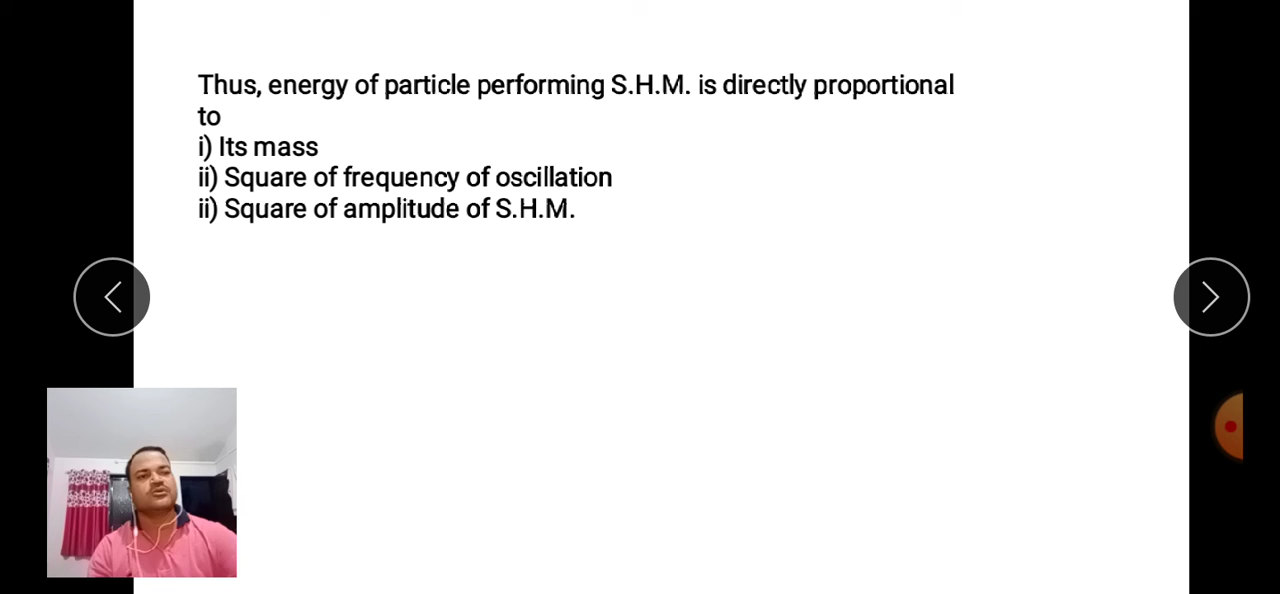 Thus, energy of particle performing S.H.M. is directly proportional
to
i) Its mass
ii) Square of frequency of oscillation
ii) Square of amplitude of S.H.M.